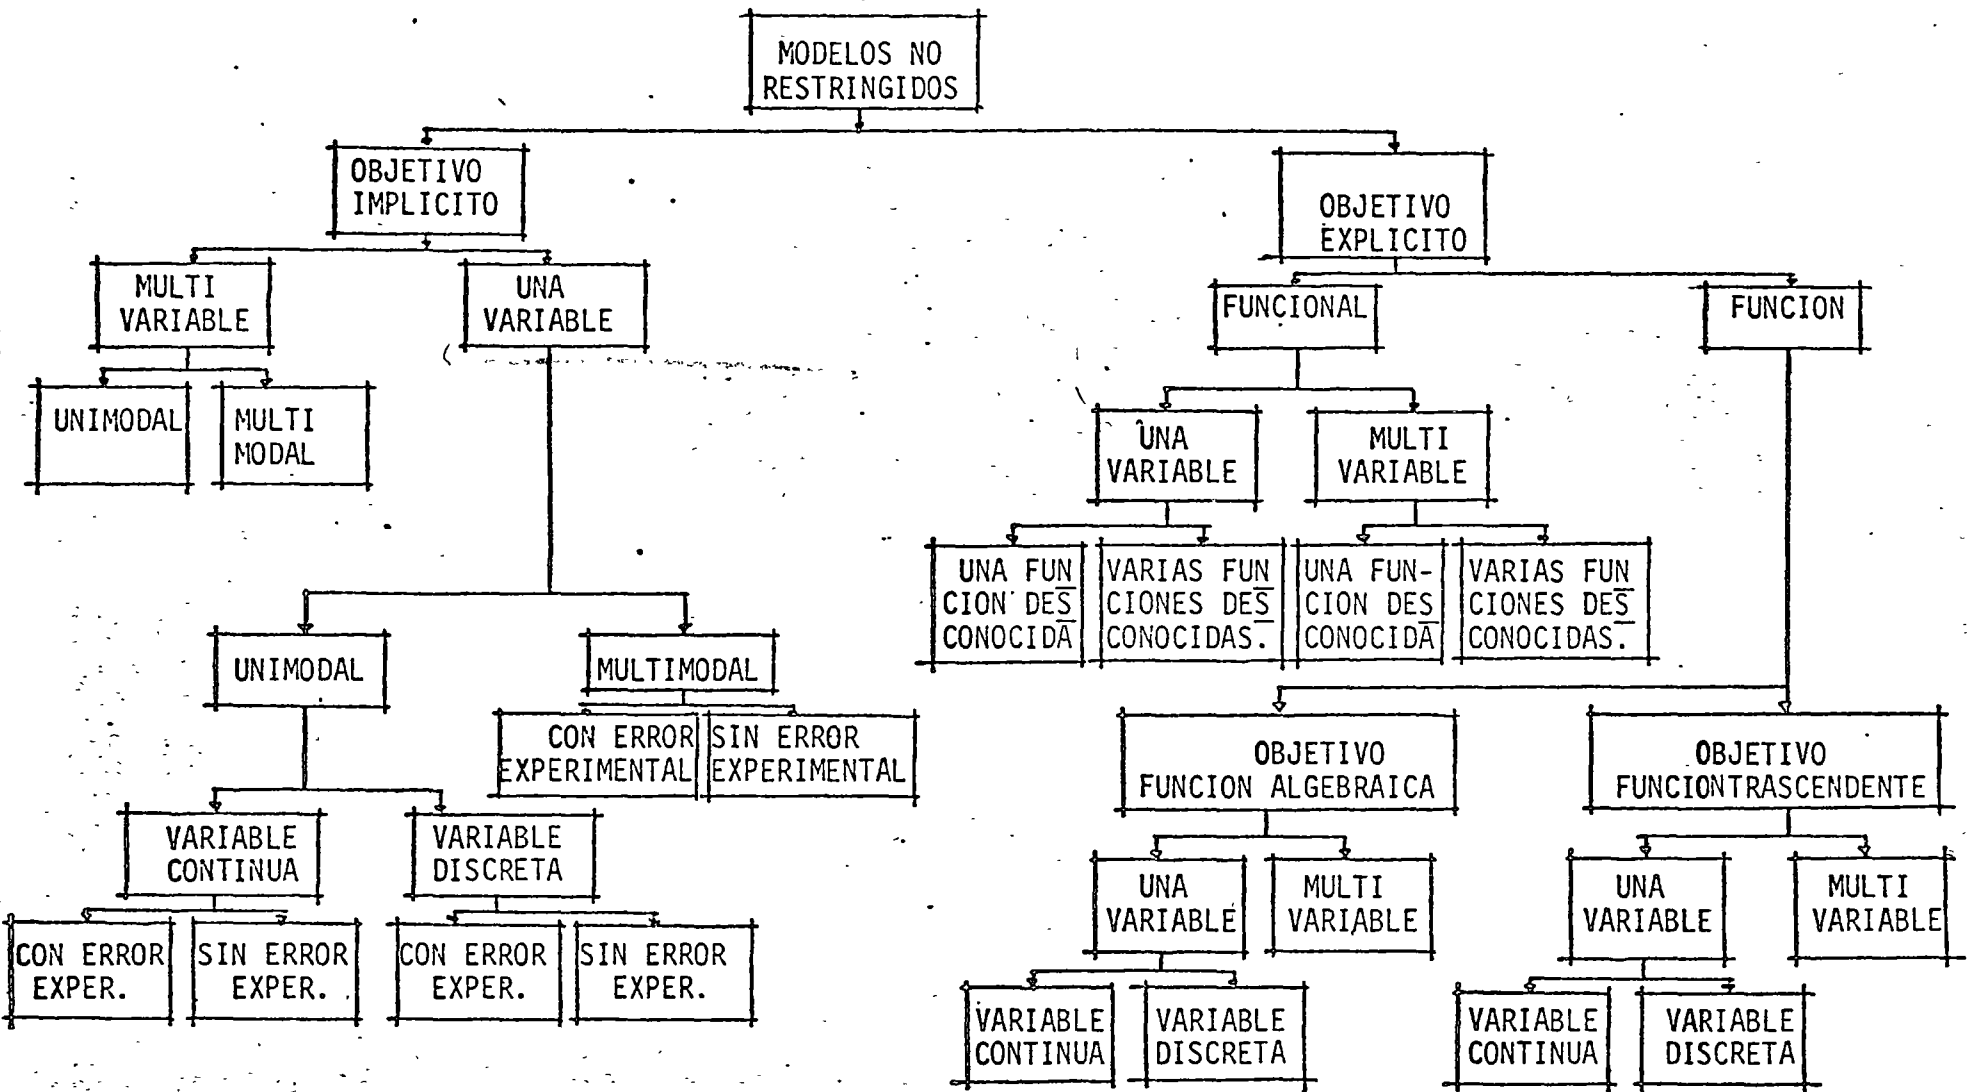 MODELOS NO
RESTRINGIDOS
OBJETIVO
IMPLICITO
OBJETIVO
EXPLICITO
MULTI
VARIABLE
UNA
VARIABLE
FUNCIONAL
FUNCION
UNIMODAL
MULTI
MODAL
UNA
VARIABLE
MULTI
VARIABLE
UNA FUN
CION DES
CONOCIDA
VARIAS FUN
CIONES DES
CONOCIDAS.
UNA FUN-
CION DES
CONOCIDA
VARIAS FUN
CIONES DES
CONOCIDAS.
UNIMODAL
MULTIMODAL
CON ERROR
EXPERIMENTAL
SIN ERROR
EXPERIMENTAL
OBJETIVO
FUNCION ALGEBRAICA
OBJETIVO
FUNCIONTRASCENDENTE
VARIABLE
CONTINUA
VARIABLE
DISCRETA
UNA
VARIABLE
MULTI
VARIABLE
UNA
VARIABLE
MULTI
VARIABLE
CON ERROR
EXPER.
SIN ERROR
EXPER.
CON ERROR
EXPER.
SIN ERROR
EXPER.
VARIABLE
CONTINUA
VARIABLE
DISCRETA
VARIABLE
CONTINUA
VARIABLE
DISCRETA